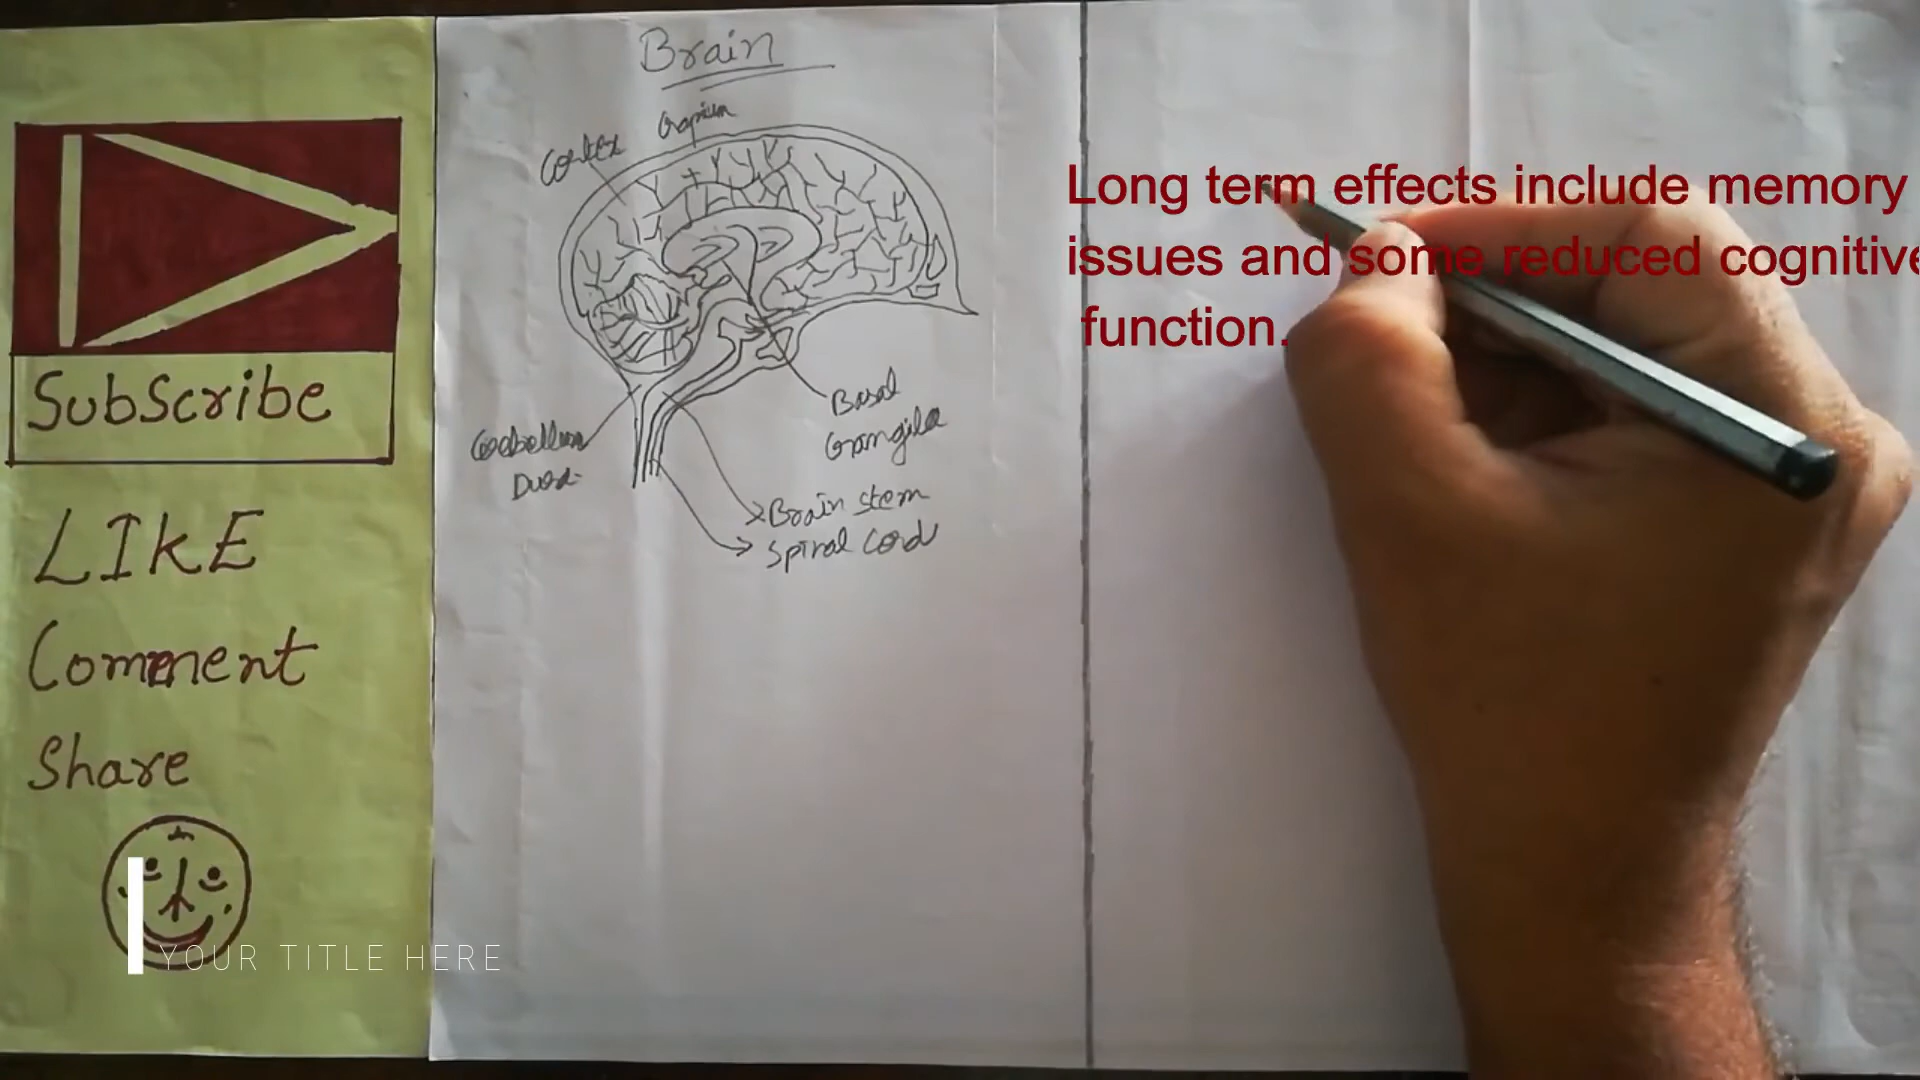 Subscribe
LIKE
Comment
Share
YOUR TITLE HERE
Brain
Cortex
Basal
Brain stem
Spinal Cord
Long term effects include memory
issues and some reduced cognitive
function.